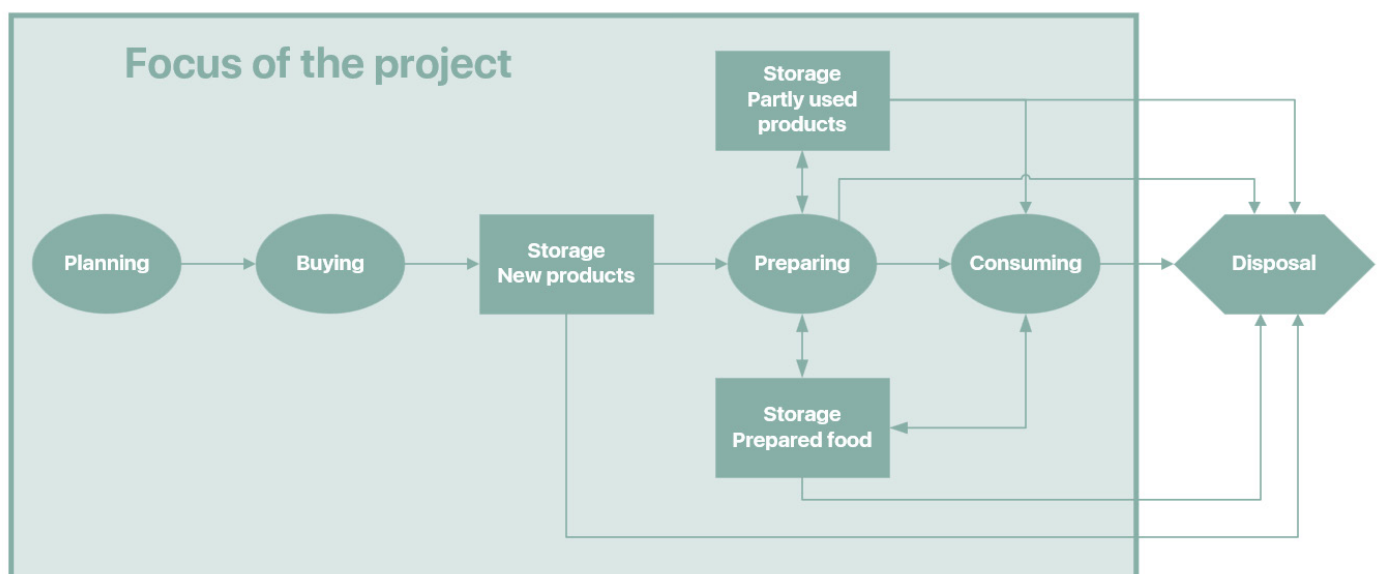 Focus of the project
Storage
Partly used
products
Planning
Buying
Storage
New products
Preparing
Consuming
Disposal
Storage
Prepared food